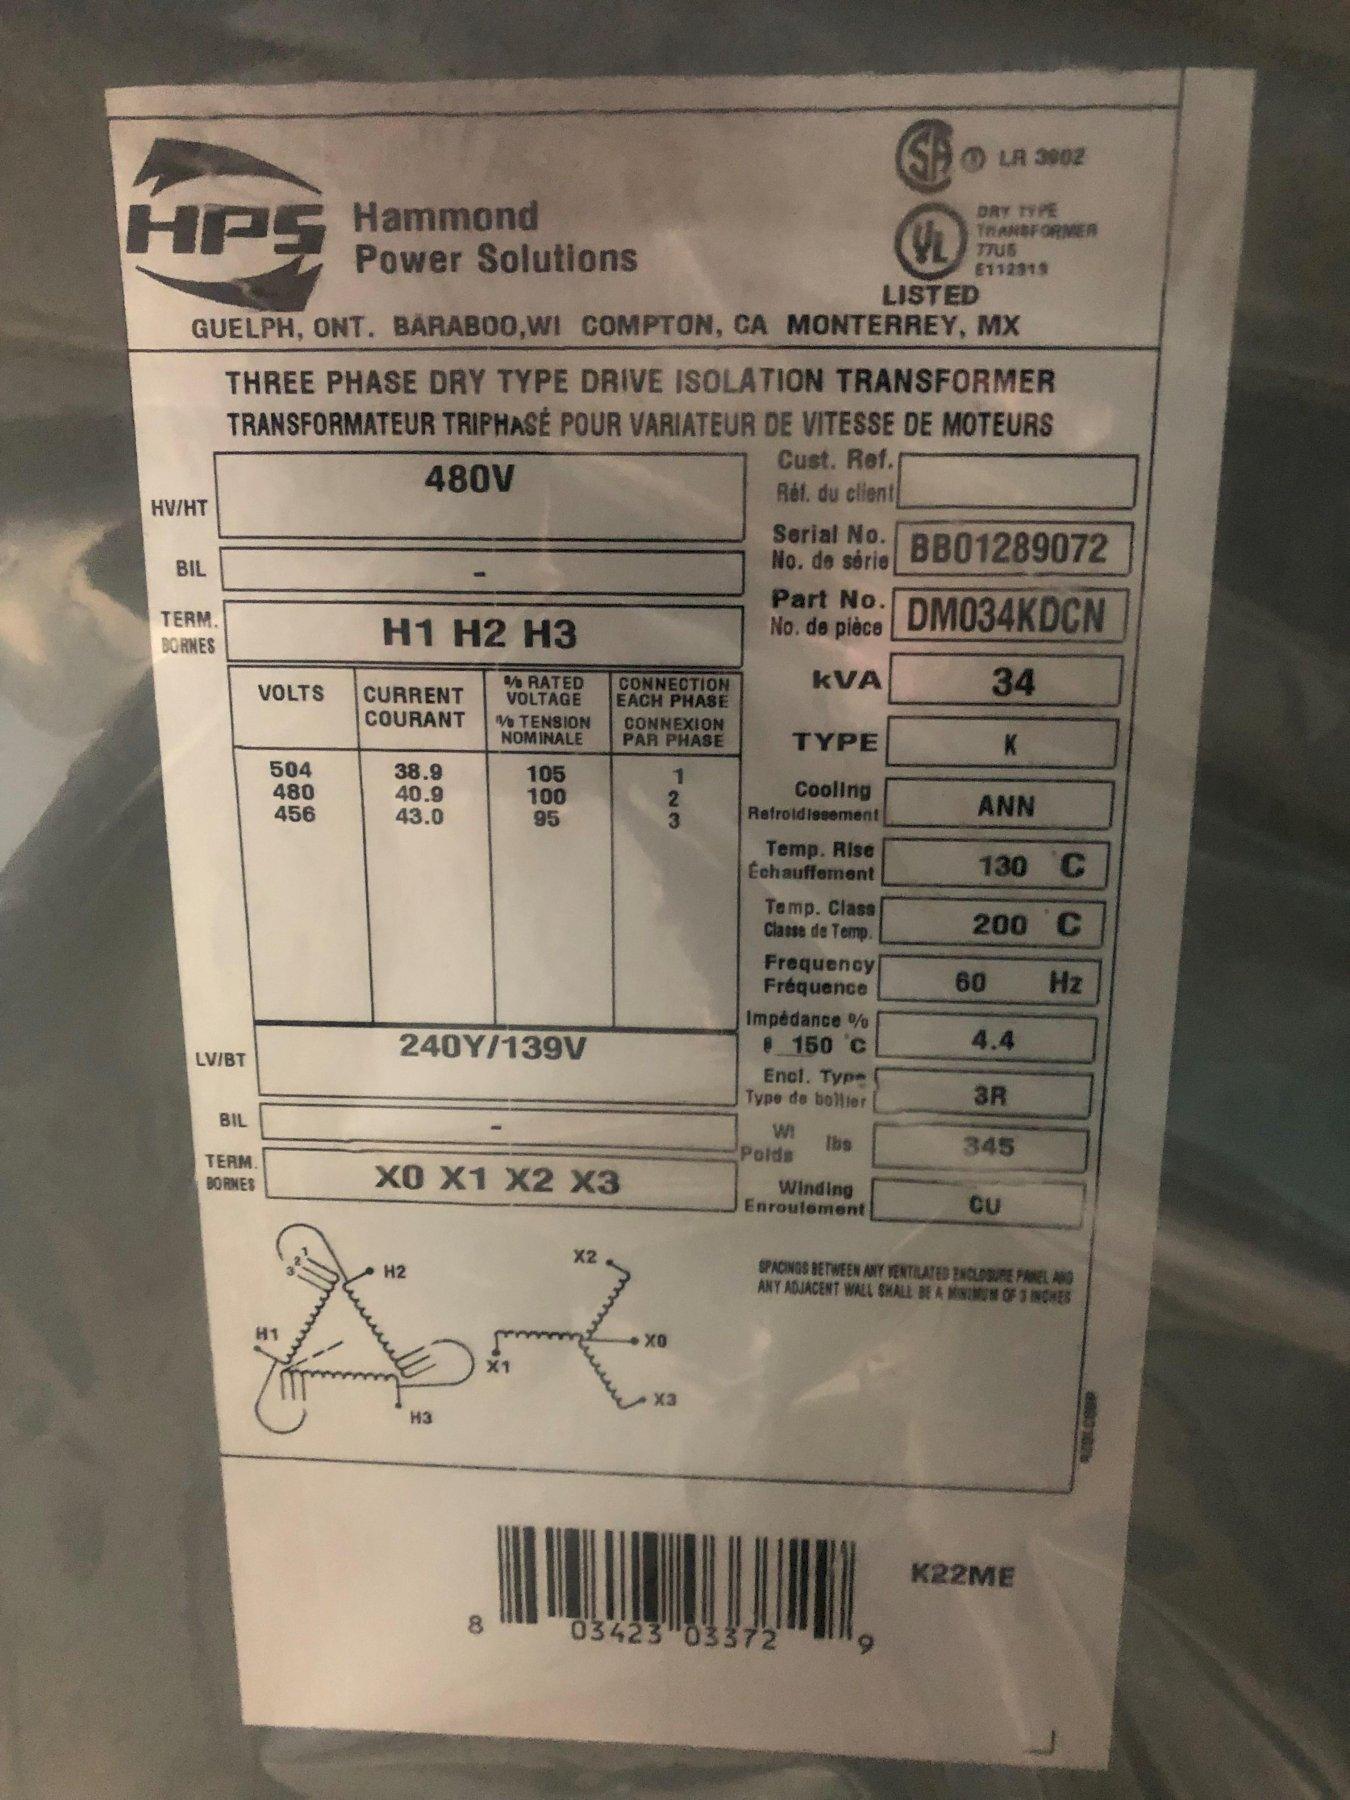 HPS Hammond
Power Solutions
SA LR 3902
UL DRY TYPE
TRANSFORMER
77U6
E112313
LISTED
GUELPH, ONT. BARABOO,WI COMPTON, CA MONTERREY, MX
THREE PHASE DRY TYPE DRIVE ISOLATION TRANSFORMER
TRANSFORMATEUR TRIPHASÉ POUR VARIATEUR DE VITESSE DE MOTEURS
HV/HT 480V
BIL -
TERM.
BORNES H1 H2 H3
VOLTS
CURRENT
COURANT
% RATED
VOLTAGE
% TENSION
NOMINALE
CONNECTION
EACH PHASE
CONNEXION
PAR PHASE
504 38.9 105 1
480 40.9 100 2
456 43.0 95 3
LV/BT 240Y/139V
BIL -
TERM.
BORNES X0 X1 X2 X3
Cust. Ref.
Réf. du client
Serial No.
No. de série BB01289072
Part No.
No. de pièce DM034KDCN
kVA 34
TYPE K
Cooling
Refroidissement ANN
Temp. Rise
Échauffement 130 °C
Temp. Class
Classe de Temp. 200 °C
Frequency
Fréquence 60 Hz
Impédance %
@ 150 °C 4.4
Encl. Type
Type de boîtier 3R
Wt
Poids lbs 345
Winding
Enroulement CU
1
2
3
H2
H1
H3
X2
X0
X1
X3
SPACINGS BETWEEN ANY VENTILATED ENCLOSURE PANEL AND
ANY ADJACENT WALL SHALL BE A MINIMUM OF 3 INCHES
K22ME
8 03423 03372 9